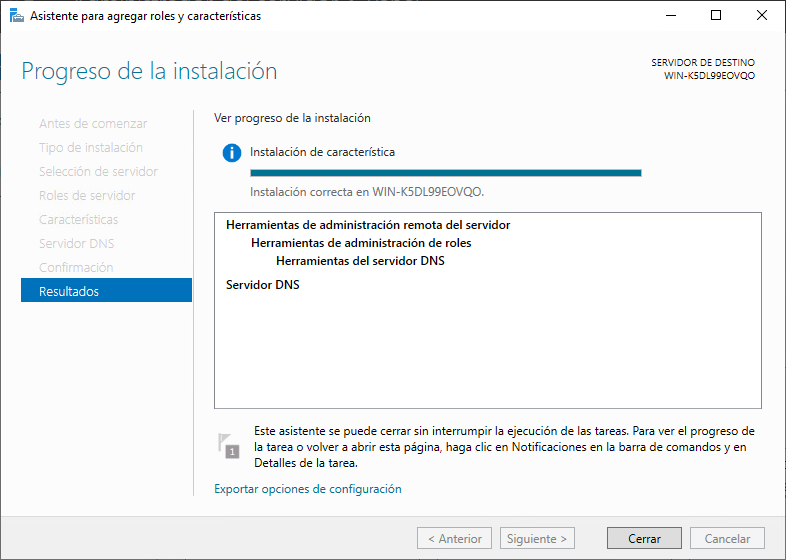 Asistente para agregar roles y características
Progreso de la instalación
SERVIDOR DE DESTINO
WIN-K5DL99EOVQO
Antes de comenzar
Tipo de instalación
Selección de servidor
Roles de servidor
Características
Servidor DNS
Confirmación
Resultados
Ver progreso de la instalación
Instalación de característica
Instalación correcta en WIN-K5DL99EOVQO.
Herramientas de administración remota del servidor
Herramientas de administración de roles
Herramientas del servidor DNS
Servidor DNS
1
Este asistente se puede cerrar sin interrumpir la ejecución de las tareas. Para ver el progreso de
la tarea o volver a abrir esta página, haga clic en Notificaciones en la barra de comandos y en
Detalles de la tarea.
Exportar opciones de configuración
< Anterior
Siguiente >
Cerrar
Cancelar